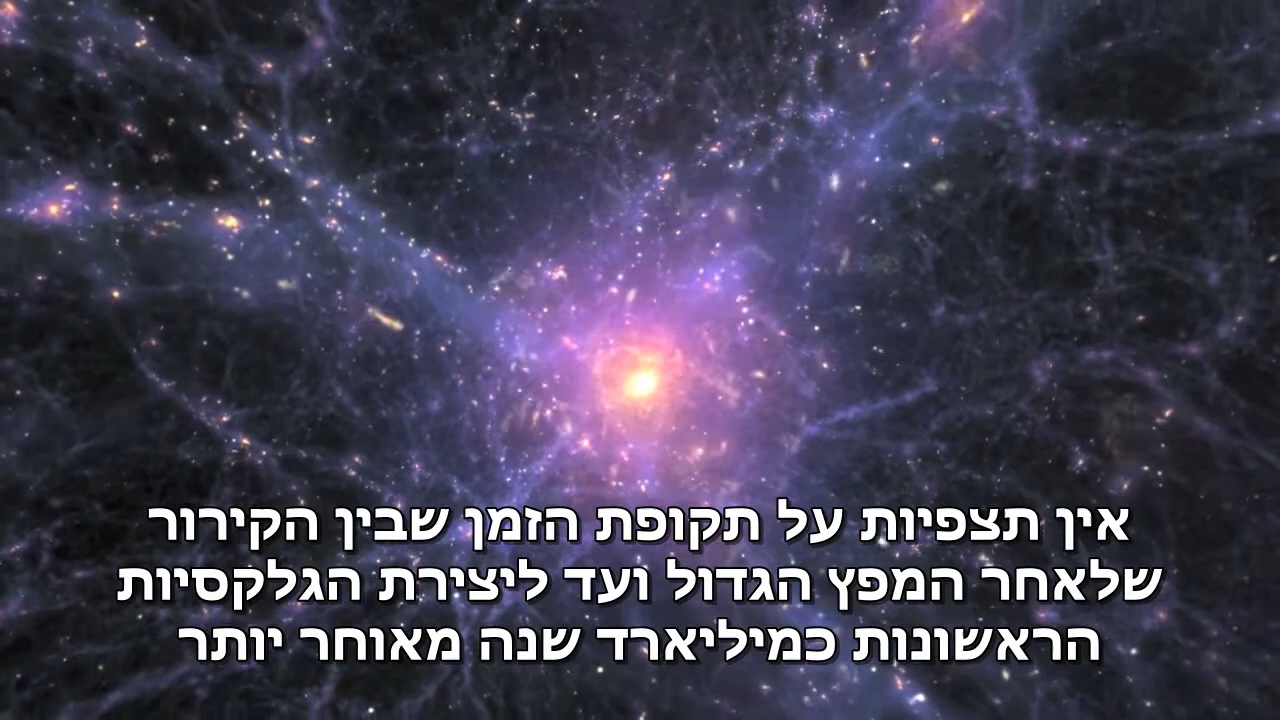 אין תצפיות על תקופת הזמן שבין הקירור
שלאחר המפץ הגדול ועד ליצירת הגלקסיות
הראשונות כמיליארד שנה מאוחר יותר